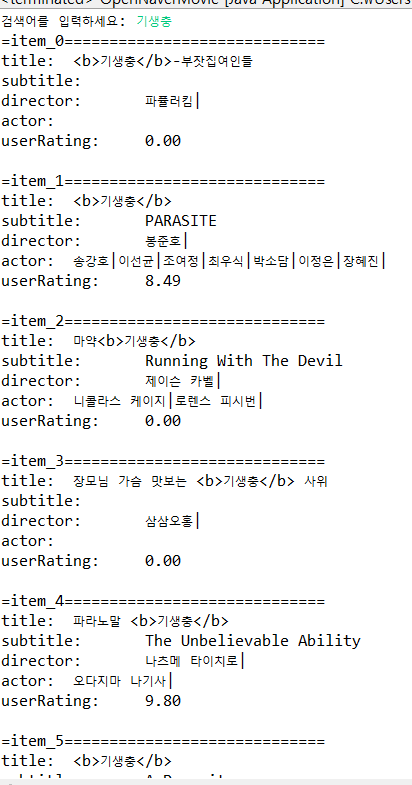 검색어를 입력하세요: 기생충
=item_0=============================
title: <b>기생충</b>-부잣집여인들
subtitle:
director: 파퓰러킴|
actor:
userRating: 0.00
=item_1=============================
title: <b>기생충</b>
subtitle: PARASITE
director: 봉준호|
actor: 송강호|이선균|조여정|최우식|박소담|이정은|장혜진|
userRating: 8.49
=item_2=============================
title: 마약<b>기생충</b>
subtitle: Running With The Devil
director: 제이슨 카벨|
actor: 니콜라스 케이지|로렌스 피시번|
userRating: 0.00
=item_3=============================
title: 장모님 가슴 맛보는 <b>기생충</b> 사위
subtitle:
director: 삼삼오홍|
actor:
userRating: 0.00
=item_4=============================
title: 파라노말 <b>기생충</b>
subtitle: The Unbelievable Ability
director: 나츠메 타이치로|
actor: 오다지마 나기사|
userRating: 9.80
=item_5=============================
title: <b>기생충</b>